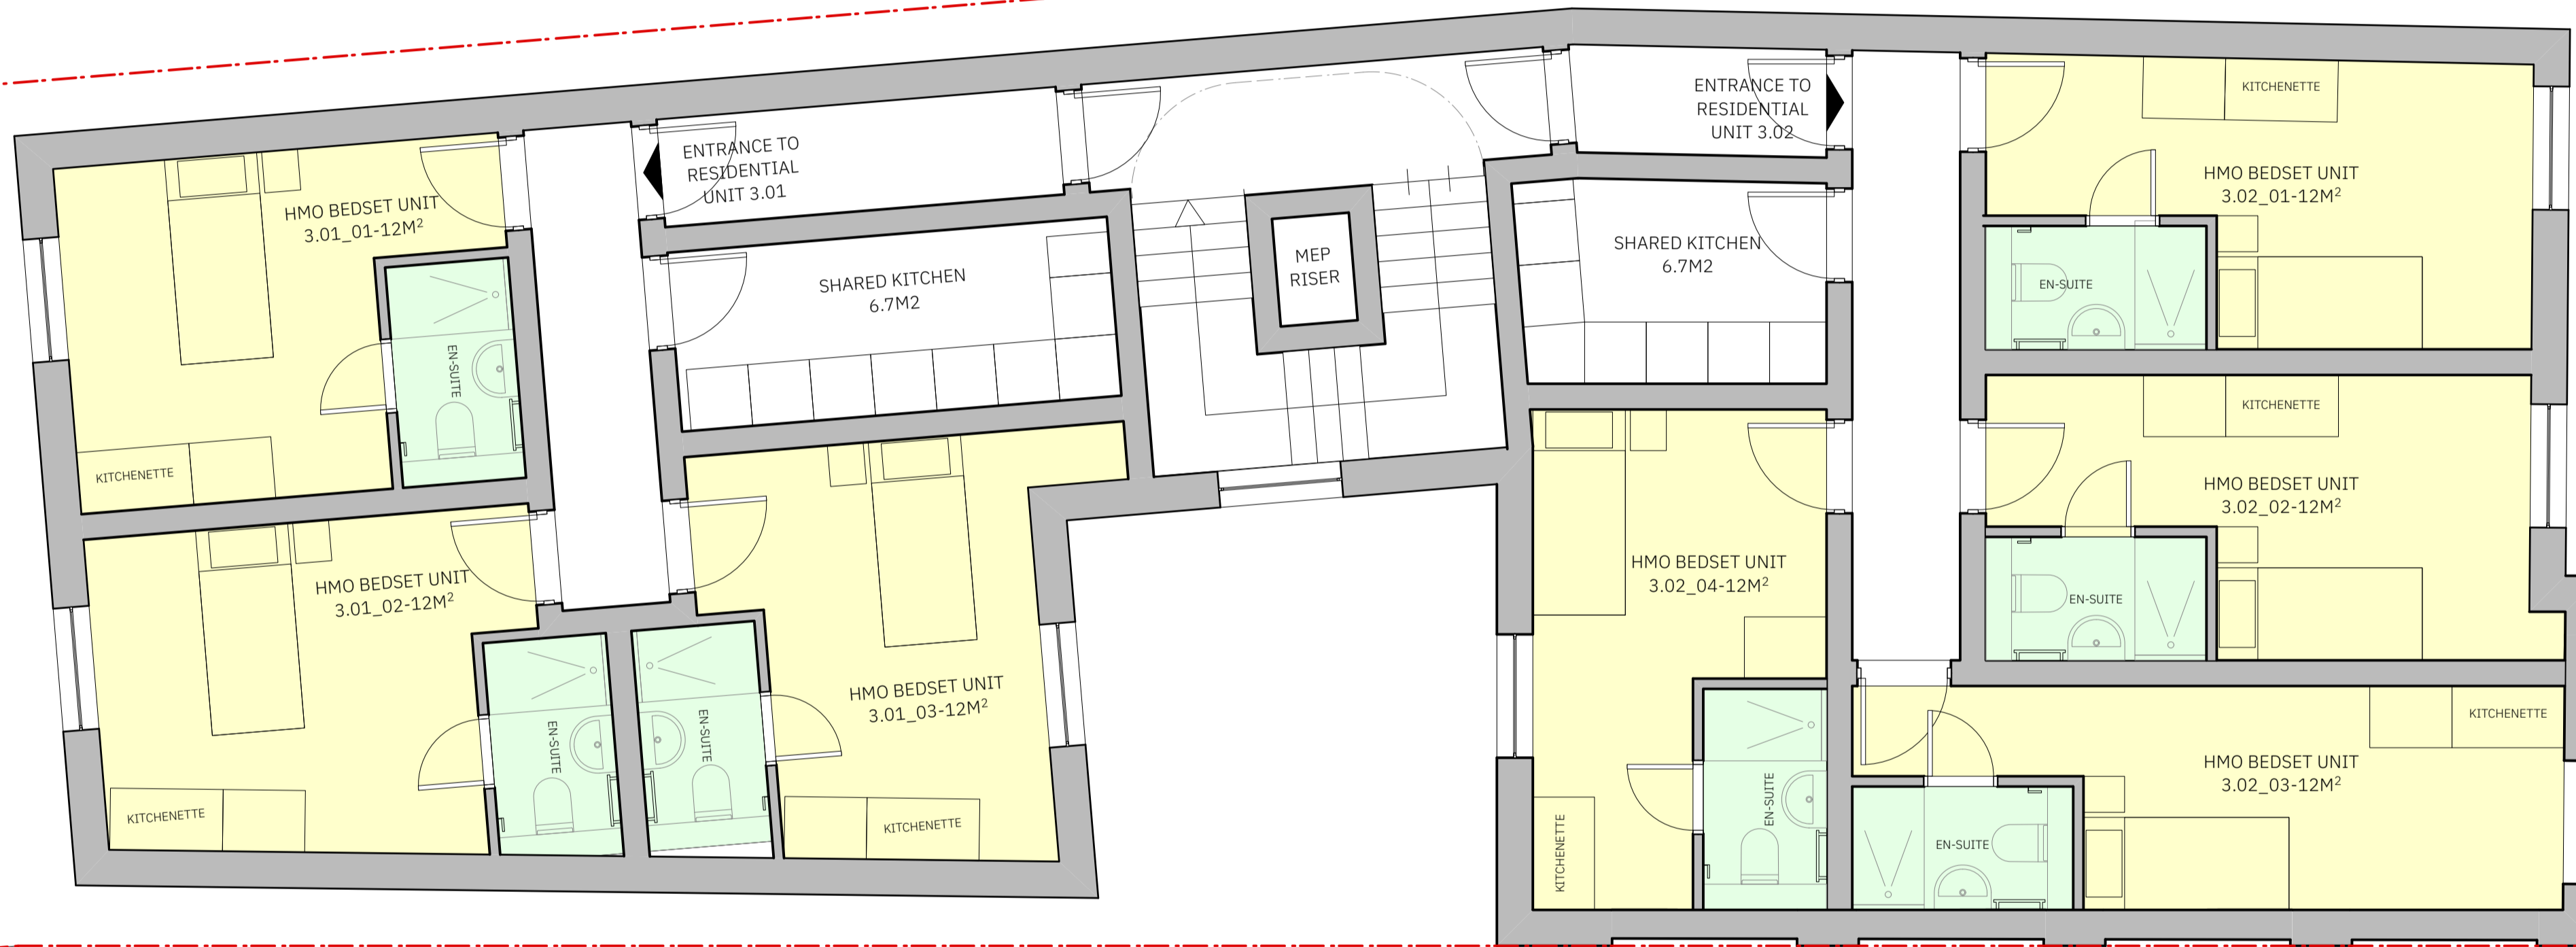 ENTRANCE TO
RESIDENTIAL
UNIT 3.01
ENTRANCE TO
RESIDENTIAL
UNIT 3.02
HMO BEDSET UNIT
3.01_01-12M²
EN-SUITE
KITCHENETTE
SHARED KITCHEN
6.7M2
MEP
RISER
SHARED KITCHEN
6.7M2
KITCHENETTE
HMO BEDSET UNIT
3.02_01-12M²
EN-SUITE
KITCHENETTE
HMO BEDSET UNIT
3.02_02-12M²
EN-SUITE
HMO BEDSET UNIT
3.01_02-12M²
EN-SUITE
KITCHENETTE
EN-SUITE
HMO BEDSET UNIT
3.01_03-12M²
KITCHENETTE
HMO BEDSET UNIT
3.02_04-12M²
EN-SUITE
KITCHENETTE
KITCHENETTE
HMO BEDSET UNIT
3.02_03-12M²
EN-SUITE